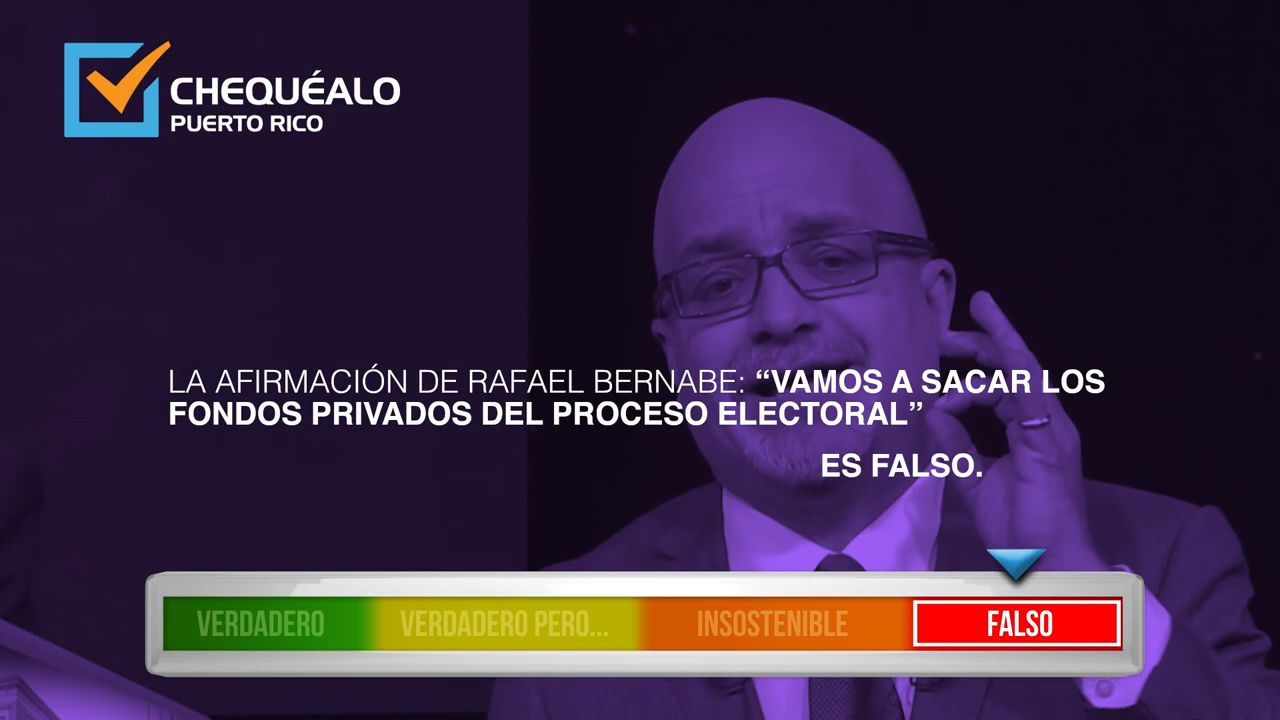 CHEQUÉALO
PUERTO RICO
LA AFIRMACIÓN DE RAFAEL BERNABE: “VAMOS A SACAR LOS
FONDOS PRIVADOS DEL PROCESO ELECTORAL”
ES FALSO.
VERDADERO
VERDADERO PERO...
INSOSTENIBLE
FALSO